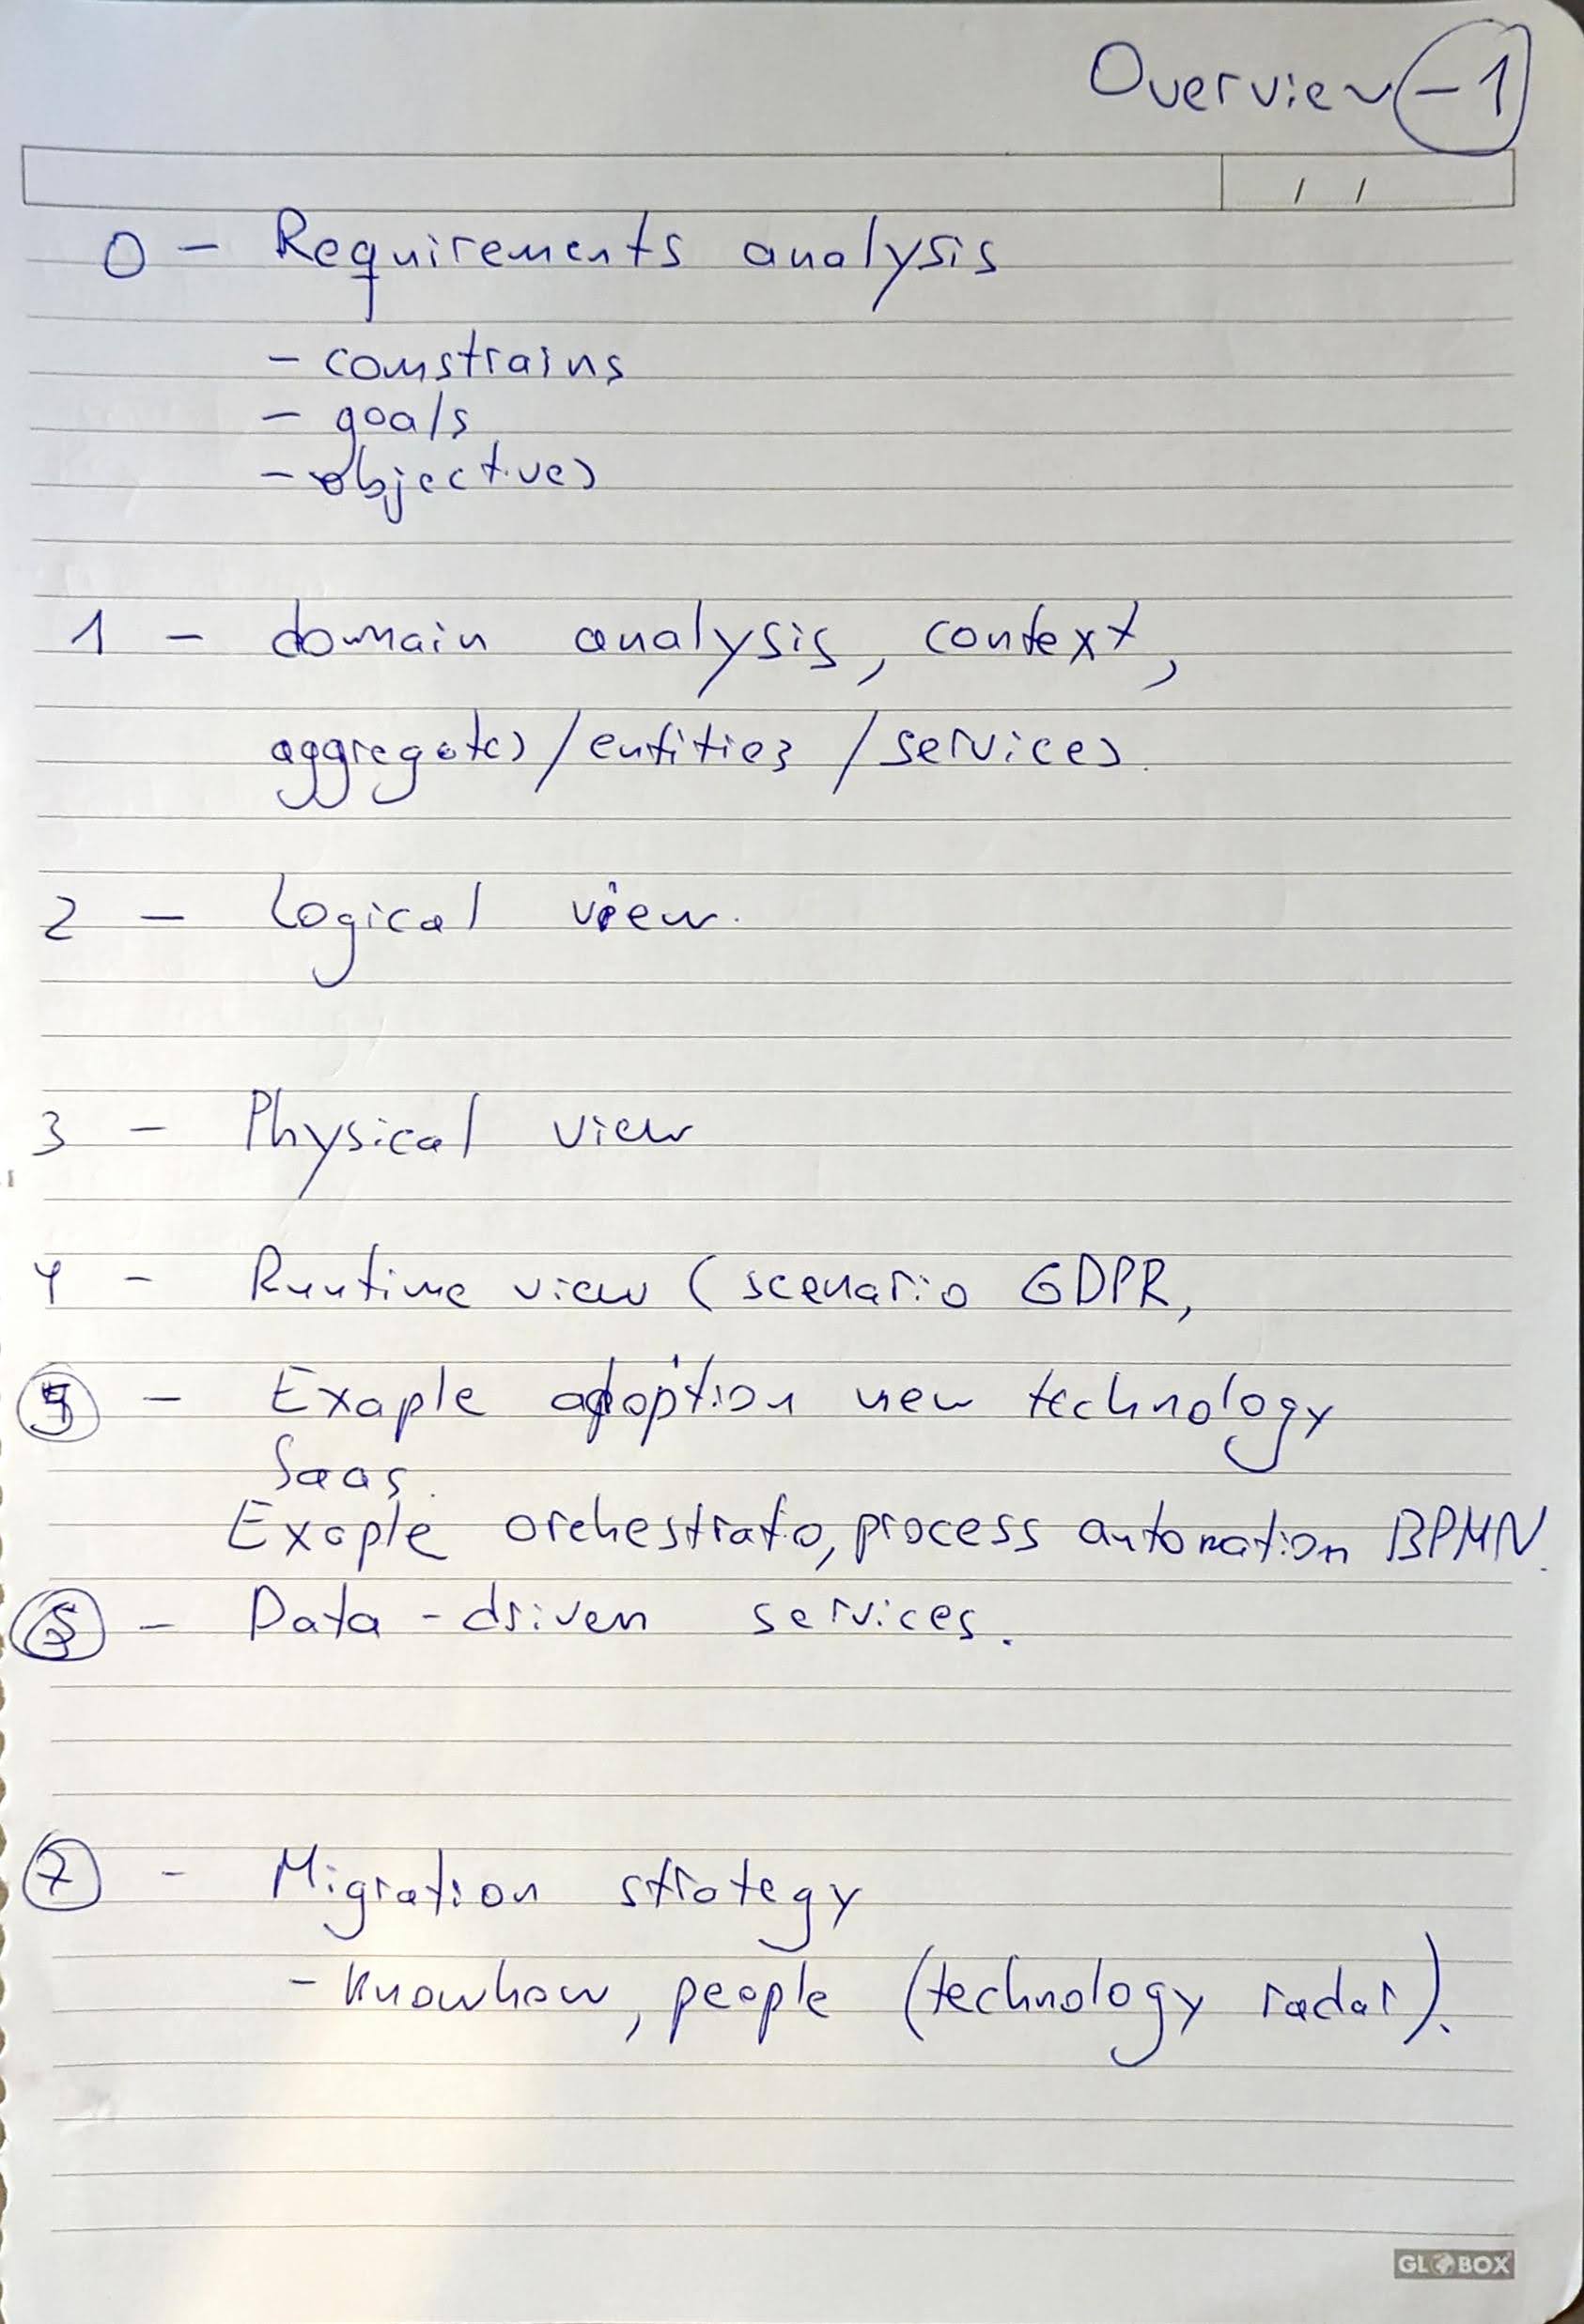 Overview -1
/ /
0 - Requirements analysis
- constrains
- goals
- objectives
1 - domain analysis, context,
aggregates/entities/services.
2 - Logical view.
3 - Physical view
4 - Runtime view (scenario GDPR,
5 - Exaple adoption new technology
Saas.
Exaple orchestratio, process automation BPMN.
- Data-driven services.
7 - Migration strategy
- Knowhow, people (technology radar).
GLOBOX